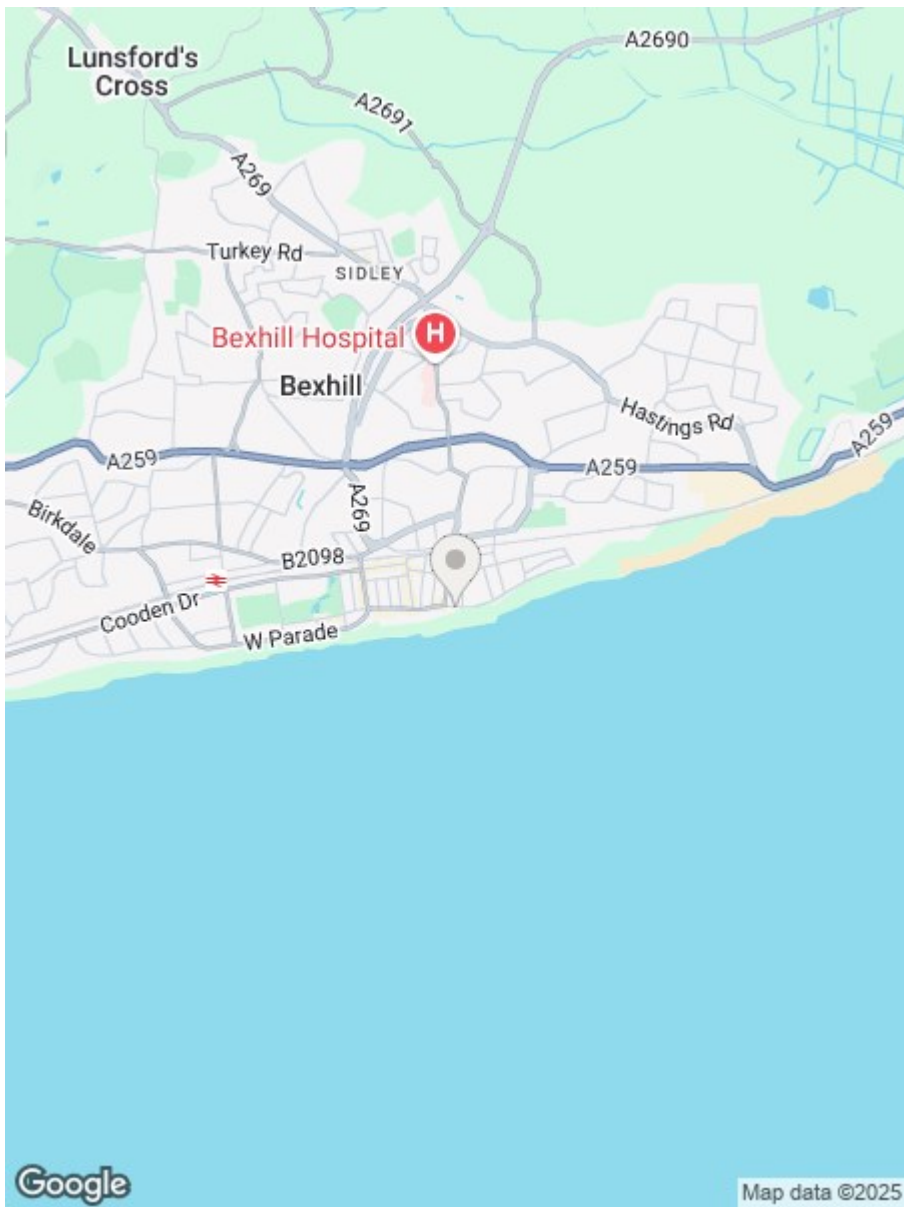 A2690
Lunsford's
Cross
A2691
A269
Turkey Rd
SIDLEY
Bexhill Hospital
H
Bexhill
Hastings Rd
A259
A259
A259
A269
Birkdale
B2098
Cooden Dr
W Parade
Google
Map data ©2025